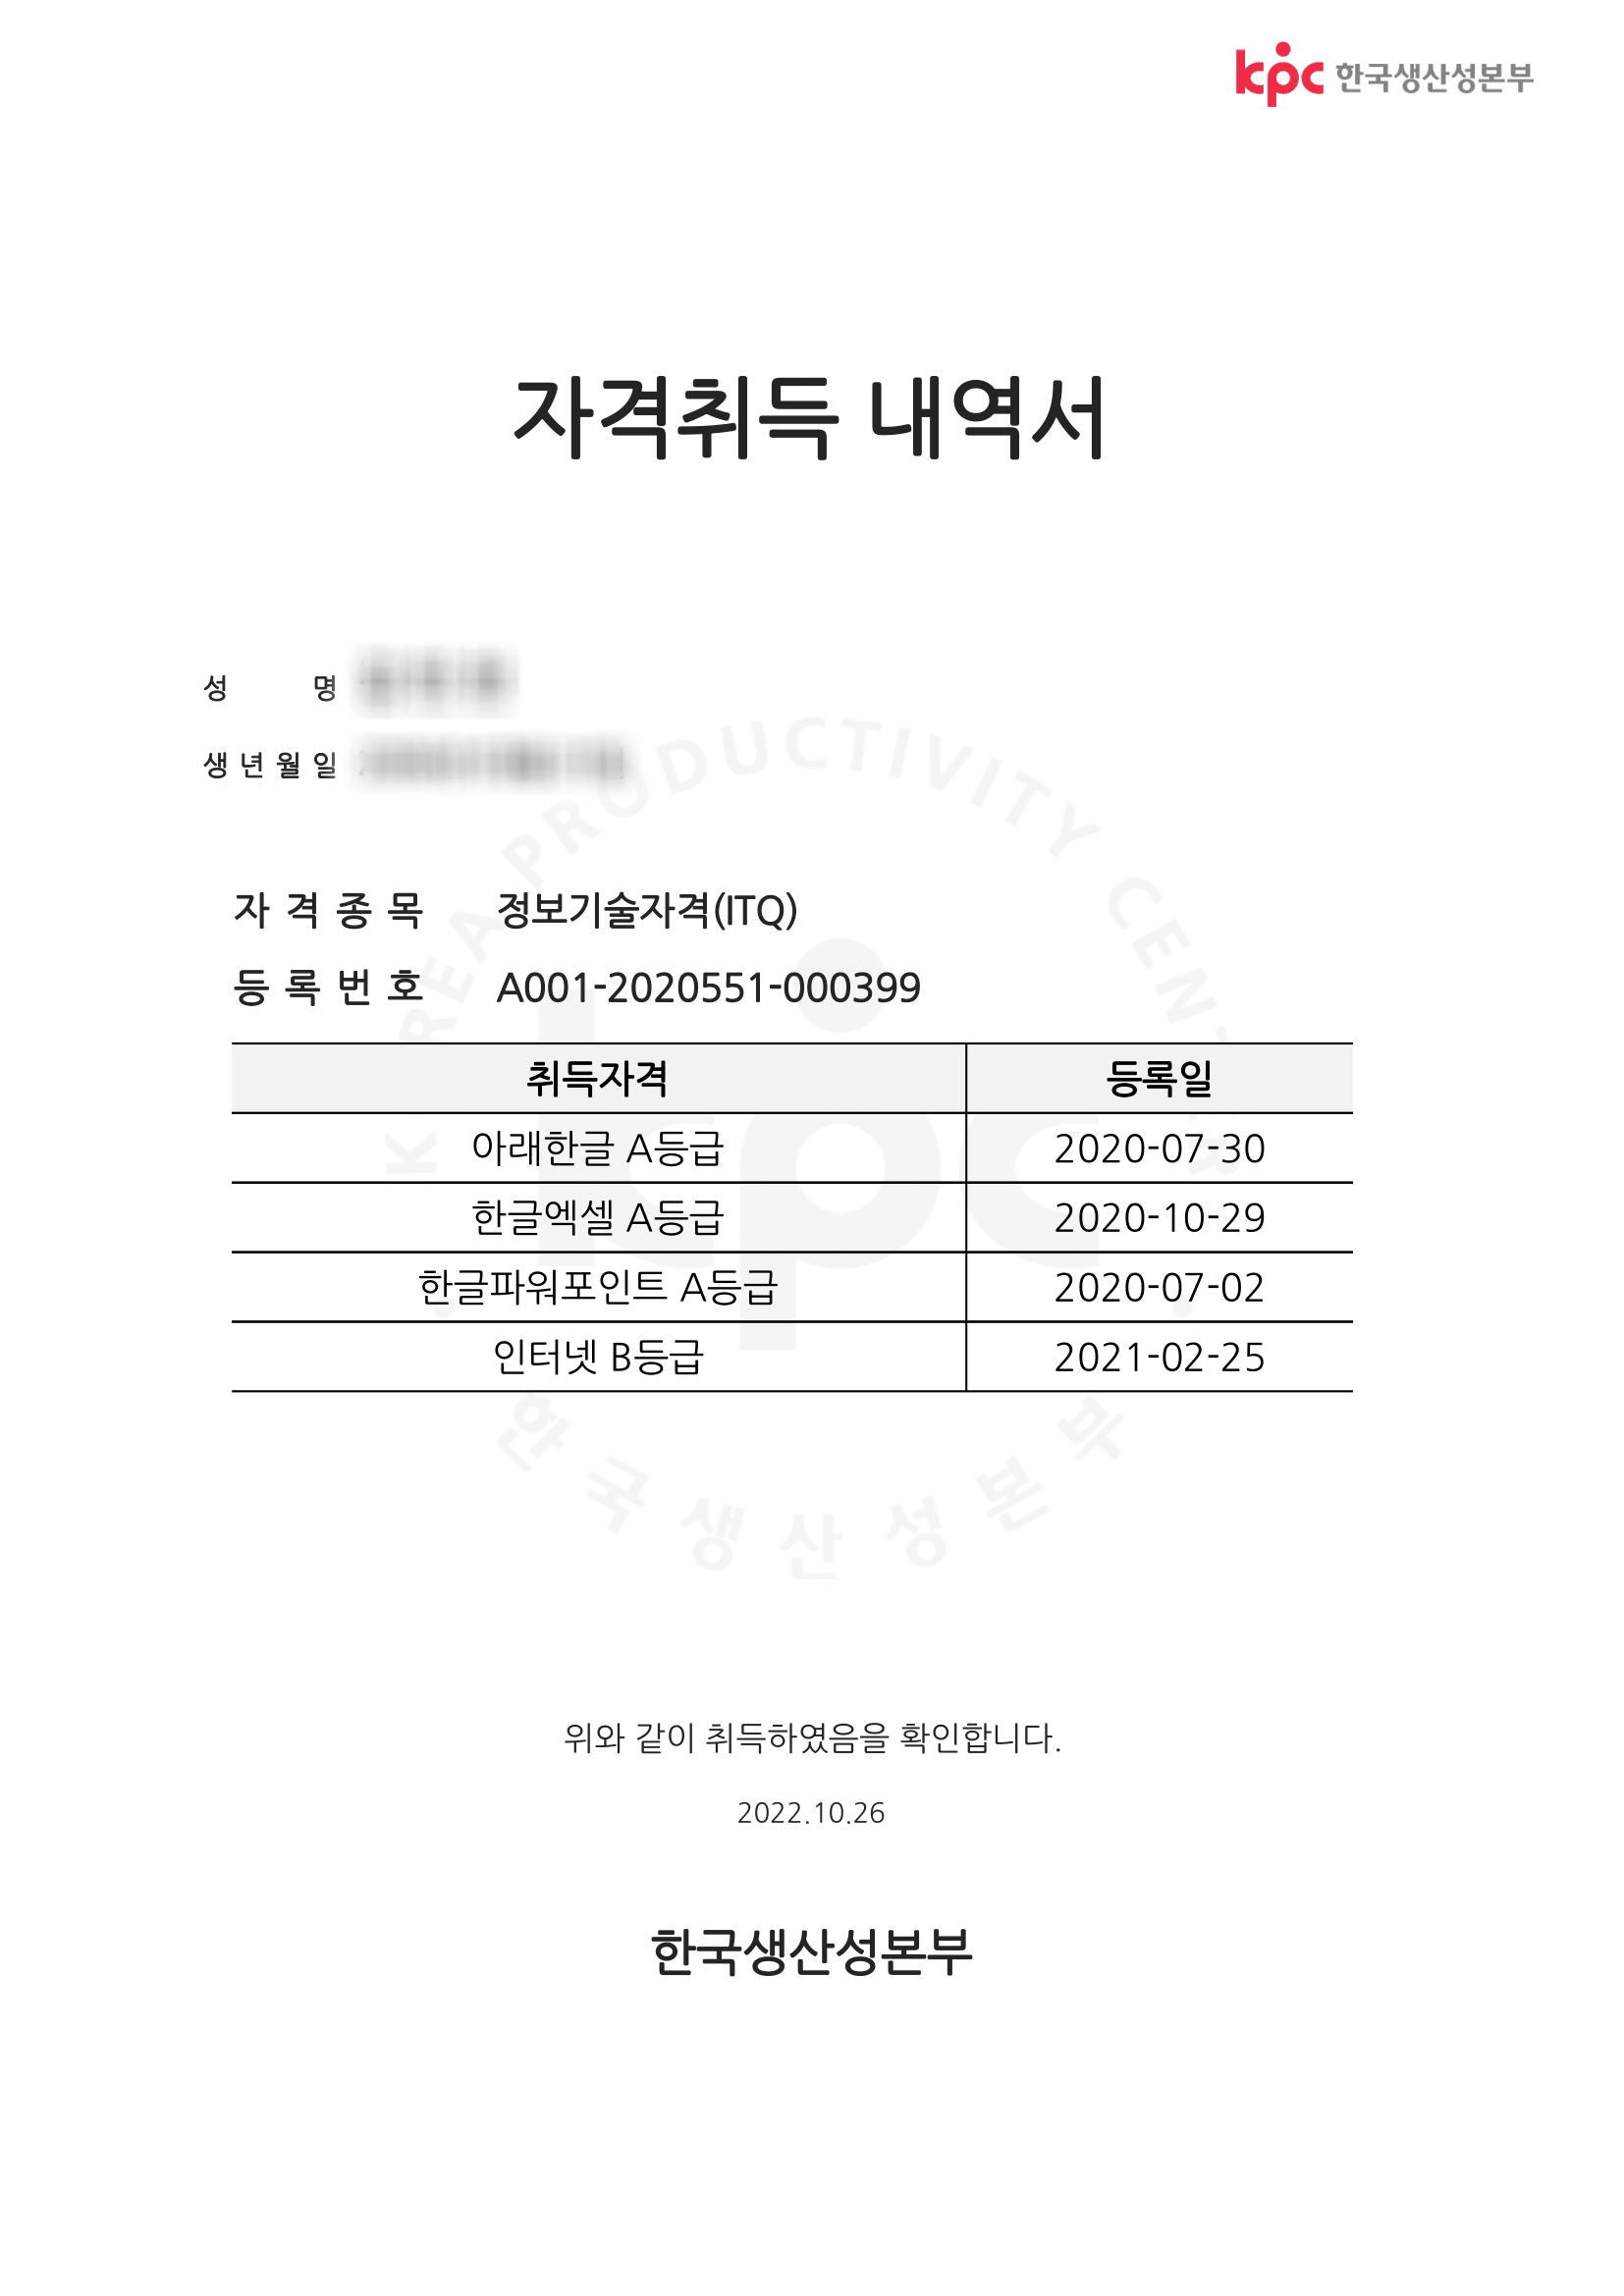 kpc 한국생산성본부
자격취득 내역서
성 명
생년월일
KOREA PRODUCTIVITY CENTER
자격종목 정보기술자격(ITQ)
등록번호 A001-2020551-000399
취득자격 등록일
아래한글 A등급 2020-07-30
한글엑셀 A등급 2020-10-29
한글파워포인트 A등급 2020-07-02
인터넷 B등급 2021-02-25
kpc
한국생산성본부
위와 같이 취득하였음을 확인합니다.
2022.10.26
한국생산성본부